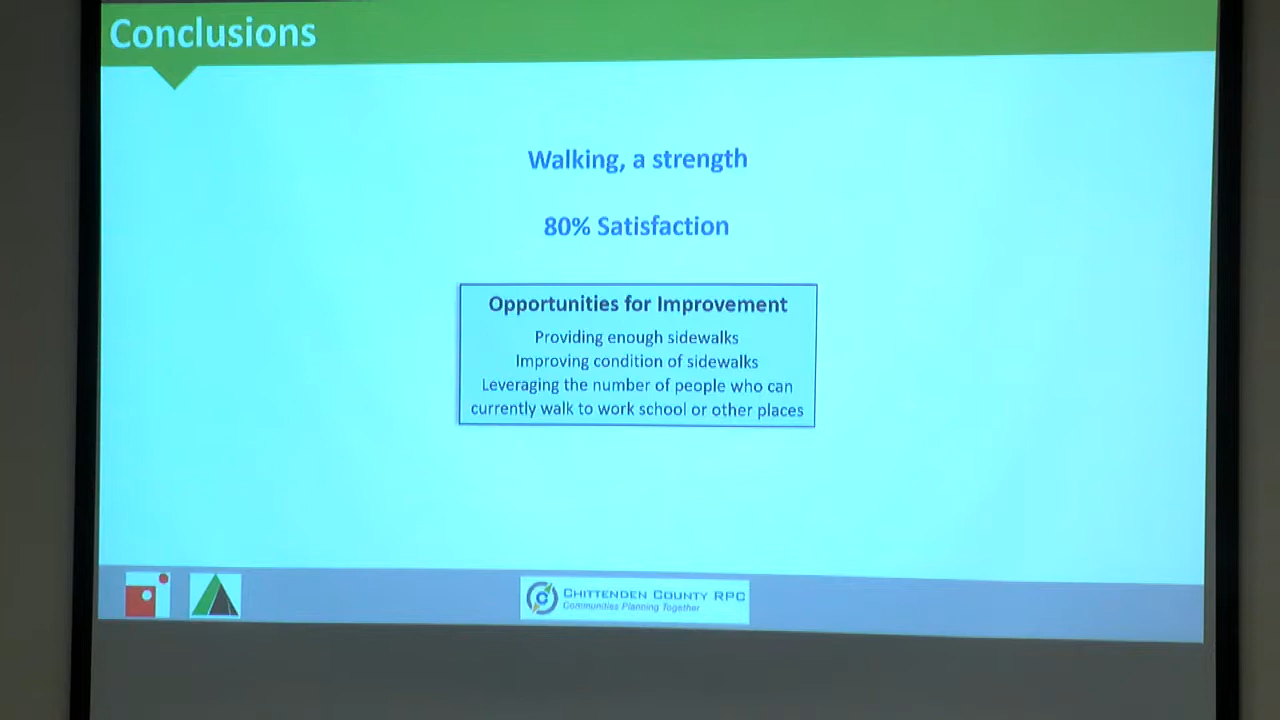 Conclusions
Walking, a strength
80% Satisfaction
Opportunities for Improvement
Providing enough sidewalks
Improving condition of sidewalks
Leveraging the number of people who can
currently walk to work school or other places
C
CHITTENDEN COUNTY RPC
Communities Planning Together